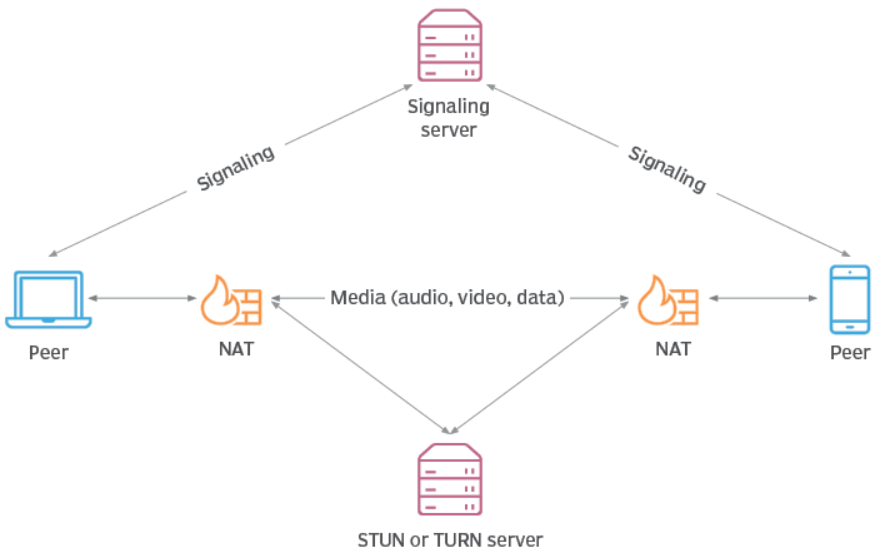 Signaling
server
Signaling
Signaling
Media (audio, video, data)
Peer
NAT
NAT
Peer
STUN or TURN server